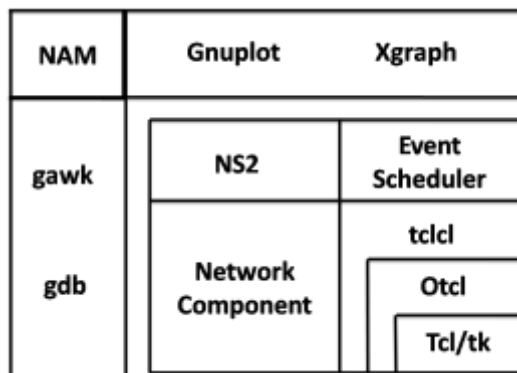 NAM
Gnuplot
Xgraph
gawk
NS2
Event
Scheduler
gdb
Network
Component
tclcl
Otcl
Tcl/tk